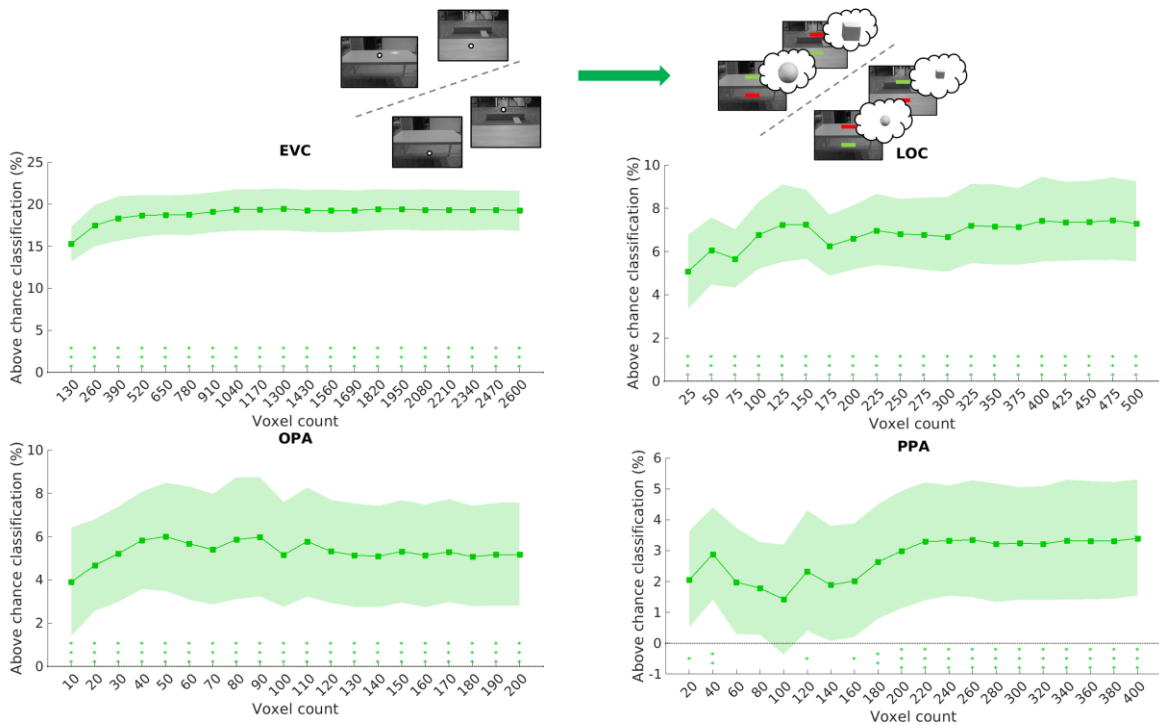 EVC
Above chance classification (%)
25
20
15
10
5
0
130 260 390 520 650 780 910 1040 1170 1300 1430 1560 1690 1820 1950 2080 2210 2340 2470 2600
Voxel count
LOC
Above chance classification (%)
10
8
6
4
2
0
25 50 75 100 125 150 175 200 225 250 275 300 325 350 375 400 425 450 475 500
Voxel count
OPA
Above chance classification (%)
10
8
6
4
2
0
10 20 30 40 50 60 70 80 90 100 110 120 130 140 150 160 170 180 190 200
Voxel count
PPA
Above chance classification (%)
6
5
4
3
2
1
0
-1
20 40 60 80 100 120 140 160 180 200 220 240 260 280 300 320 340 360 380 400
Voxel count